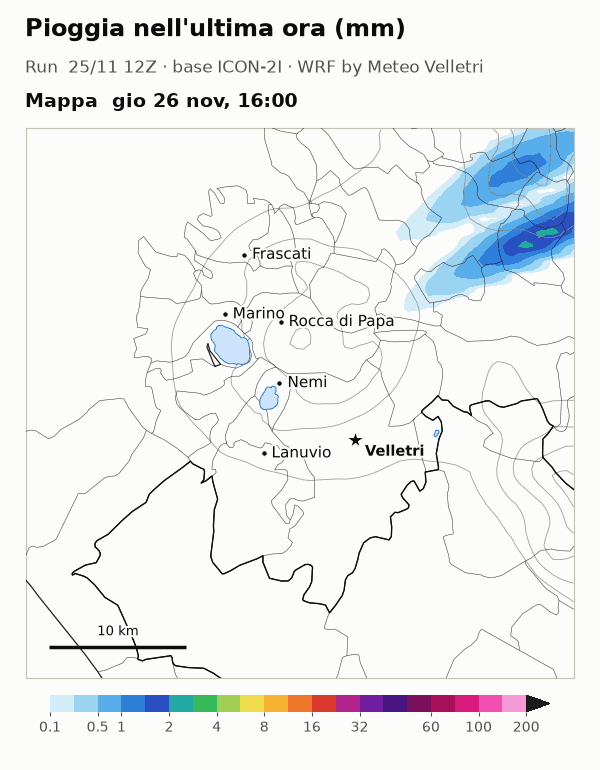 Pioggia nell'ultima ora (mm)
Run 25/11 12Z · base ICON-2I · WRF by Meteo Velletri
Mappa gio 26 nov, 16:00
Frascati
Marino
Rocca di Papa
Nemi
Velletri
Lanuvio
10 km
0.1 0.5 1 2 4 8 16 32 60 100 200